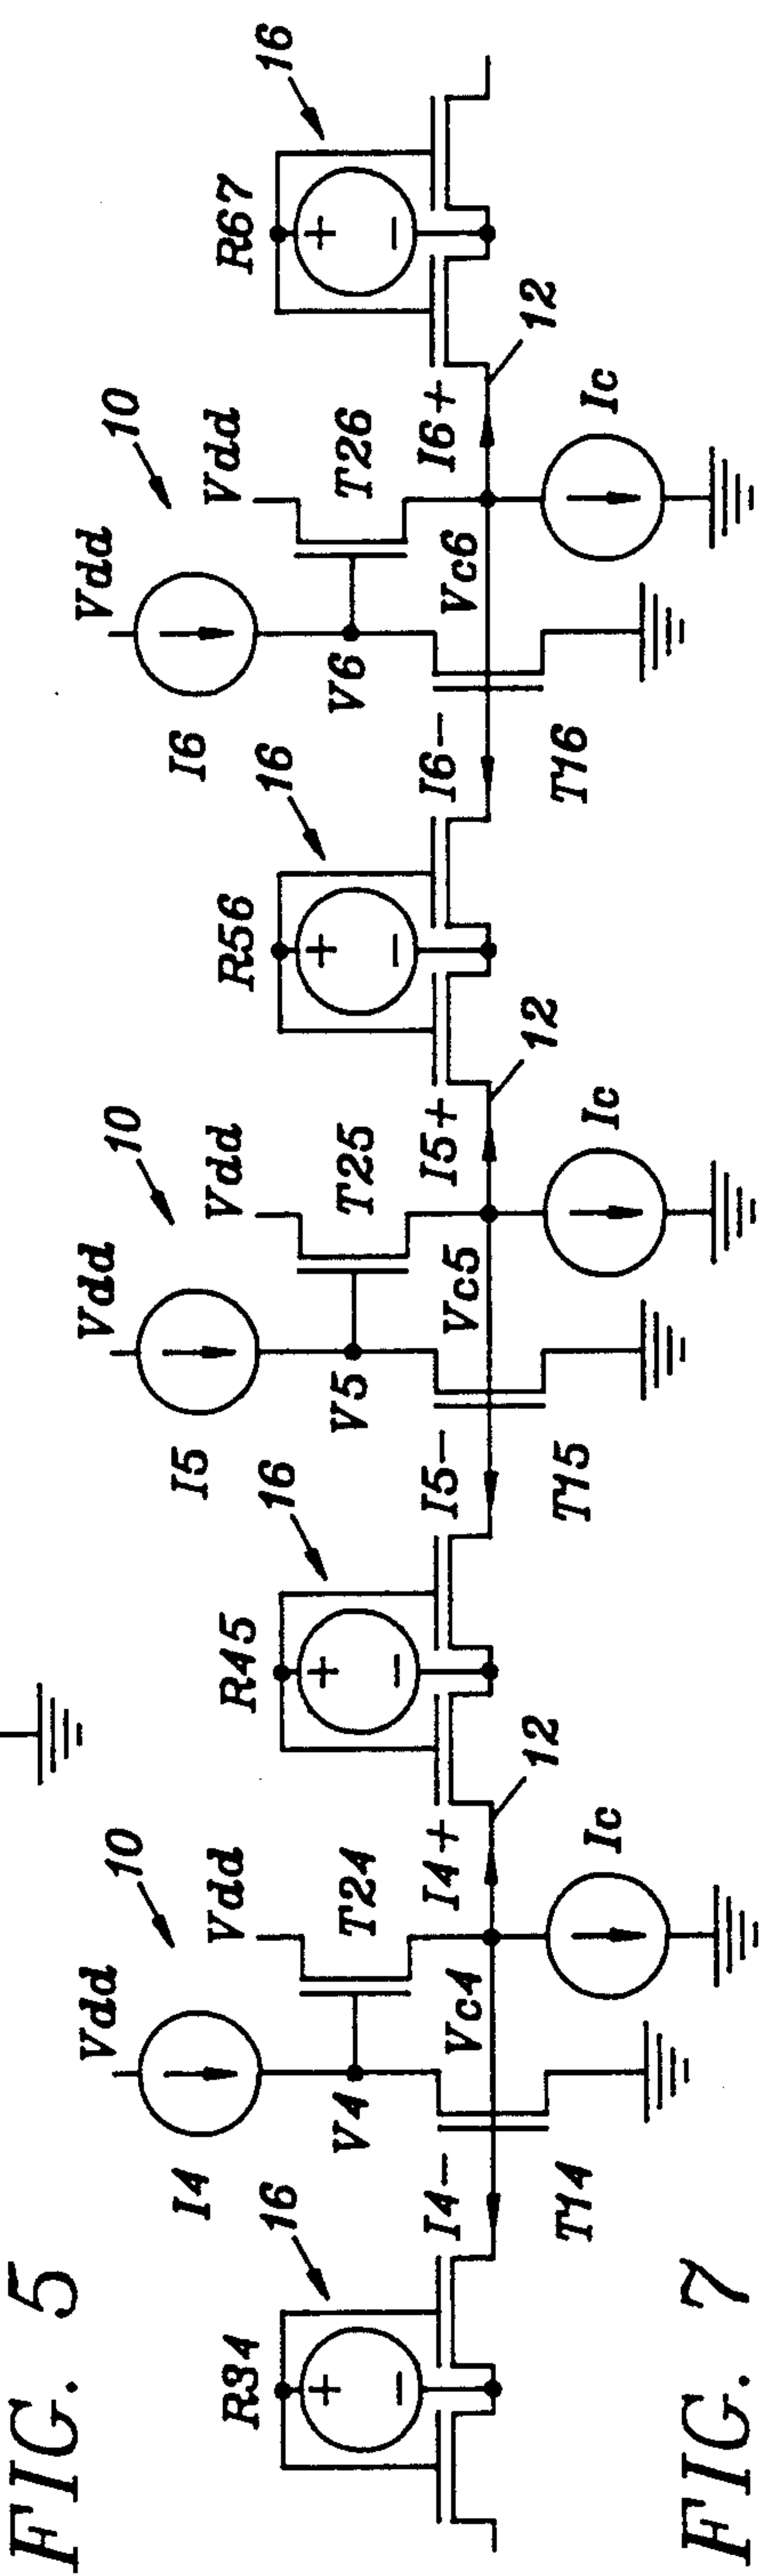 FIG. 5
R34
16
I4
Vdd
10
Vdd
V4
T24
I4-
Vc4
I4+
12
T14
Ic
R45
16
I5
Vdd
10
Vdd
V5
T25
I5-
Vc5
I5+
12
T15
Ic
R56
16
I6
Vdd
10
Vdd
V6
T26
I6-
Vc6
I6+
12
T16
Ic
R67
16
+
-
+
-
+
-
+
-
FIG. 7